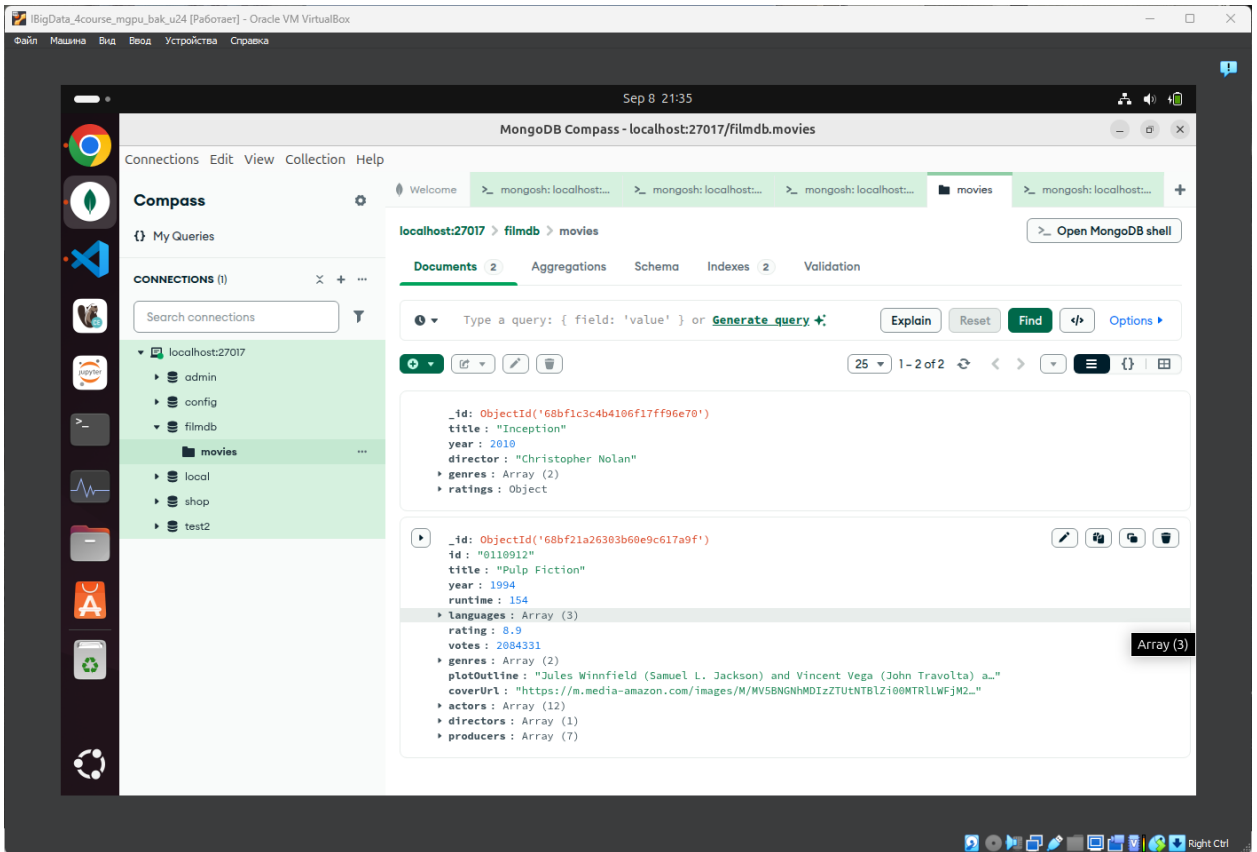 IBigData_4course_mgpu_bak_u24 [Работает] - Oracle VM VirtualBox
Файл Машина Вид Ввод Устройства Справка
Sep 8 21:35
MongoDB Compass - localhost:27017/filmdb.movies
Connections Edit View Collection Help
Welcome >_ mongosh: localhost:... >_ mongosh: localhost:... >_ mongosh: localhost:... movies >_ mongosh: localhost:... +
Compass
{} My Queries
localhost:27017 > filmdb > movies
>_ Open MongoDB shell
CONNECTIONS (1)
Documents 2 Aggregations Schema Indexes 2 Validation
Search connections
Type a query: { field: 'value' } or Generate query
Explain Reset Find </> Options
localhost:27017
admin
config
filmdb
movies
local
shop
test2
25 1 – 2 of 2 {}
_id: ObjectId('68bf1c3c4b4106f17ff96e70')
title : "Inception"
year : 2010
director : "Christopher Nolan"
genres : Array (2)
ratings : Object
_id: ObjectId('68bf21a26303b60e9c617a9f')
id : "0110912"
title : "Pulp Fiction"
year : 1994
runtime : 154
languages : Array (3)
rating : 8.9
votes : 2084331
genres : Array (2)
plotOutline : "Jules Winnfield (Samuel L. Jackson) and Vincent Vega (John Travolta) a…"
coverUrl : "https://m.media-amazon.com/images/M/MV5BNGNhMDIzZTUtNTBlZi00MTRlLWFjM2…"
actors : Array (12)
directors : Array (1)
producers : Array (7)
Array (3)
jupyter
Right Ctrl